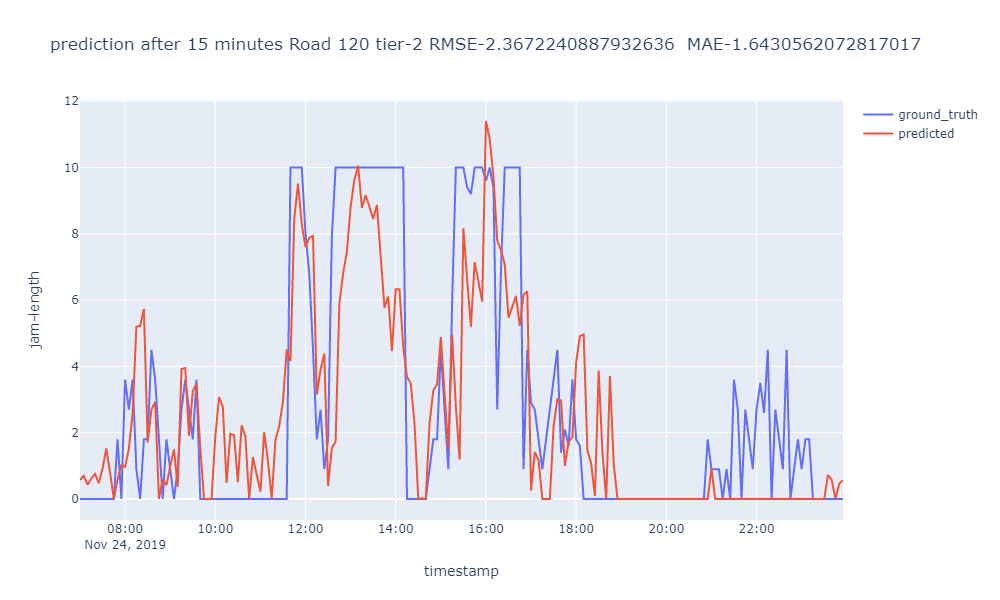 prediction after 15 minutes Road 120 tier-2 RMSE-2.3672240887932636  MAE-1.6430562072817017
ground_truth
predicted
12
10
8
6
4
2
0
jam-length
08:00 10:00 12:00 14:00 16:00 18:00 20:00 22:00
Nov 24, 2019
timestamp